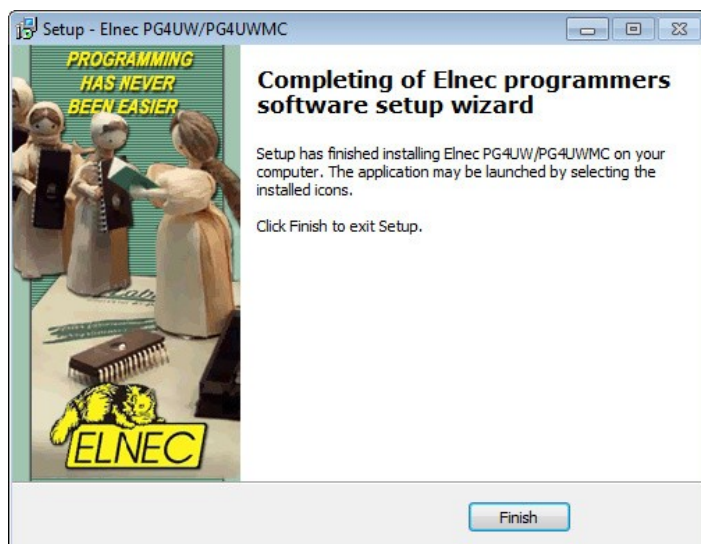 Setup - Elnec PG4UW/PG4UWMC
PROGRAMMING
HAS NEVER
BEEN EASIER
Completing of Elnec programmers
software setup wizard
Setup has finished installing Elnec PG4UW/PG4UWMC on your
computer. The application may be launched by selecting the
installed icons.
Click Finish to exit Setup.
ELNEC
Finish